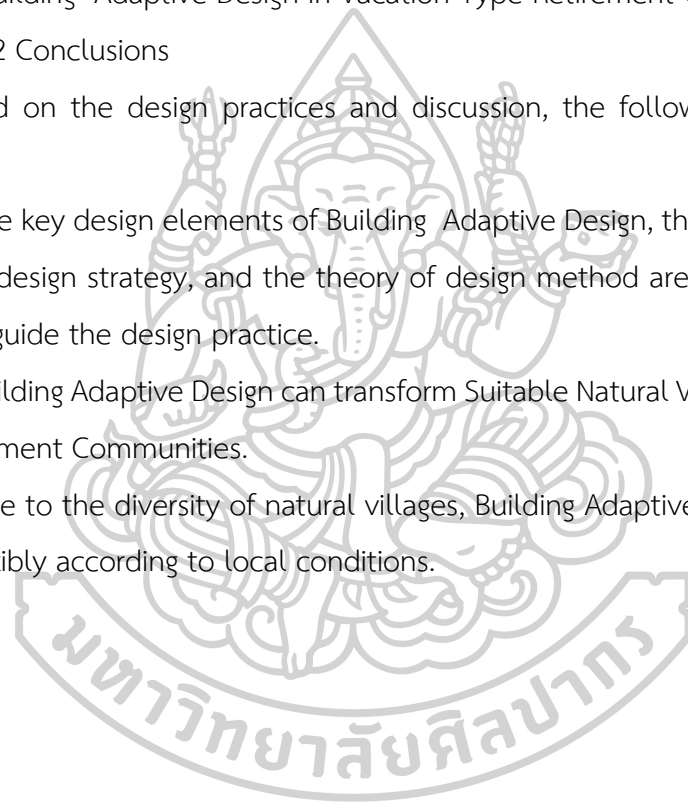 Building Adaptive Design in Vacation Type Retirement
2 Conclusions
d on the design practices and discussion, the follow
e key design elements of Building Adaptive Design, th
design strategy, and the theory of design method are
guide the design practice.
ilding Adaptive Design can transform Suitable Natural V
ment Communities.
e to the diversity of natural villages, Building Adaptive
ibly according to local conditions.
มหาวิทยาลัยศิลปากร